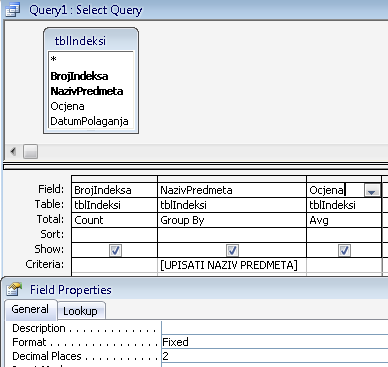 Query1 : Select Query
tblIndeksi
*
BrojIndeksa
NazivPredmeta
Ocjena
DatumPolaganja
Field: BrojIndeksa NazivPredmeta Ocjena
Table: tblIndeksi tblIndeksi tblIndeksi
Total: Count Group By Avg
Sort:
Show:
Criteria: [UPISATI NAZIV PREDMETA]
Field Properties
General Lookup
Description
Format Fixed
Decimal Places 2